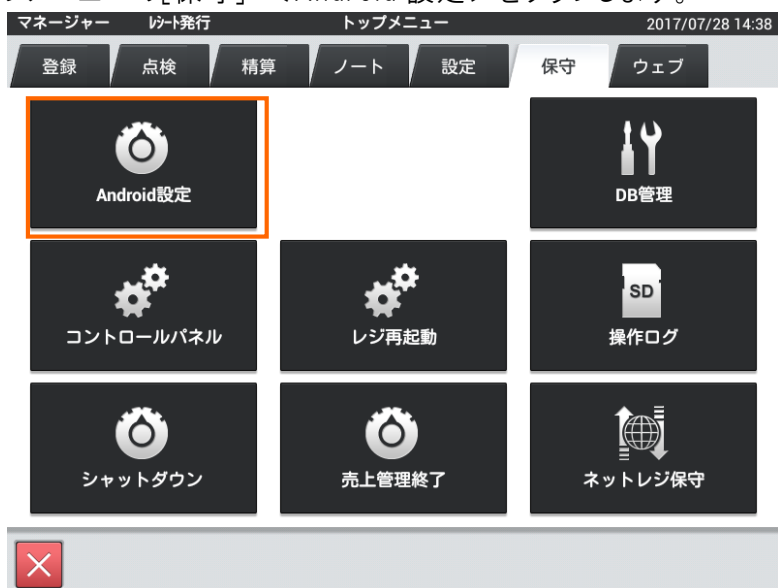 マネージャー ﾚｼｰﾄ発行 トップメニュー 2017/07/28 14:38
登録 点検 精算 ノート 設定 保守 ウェブ
Android設定 DB管理
コントロールパネル レジ再起動 SD 操作ログ
シャットダウン 売上管理終了 ネットレジ保守